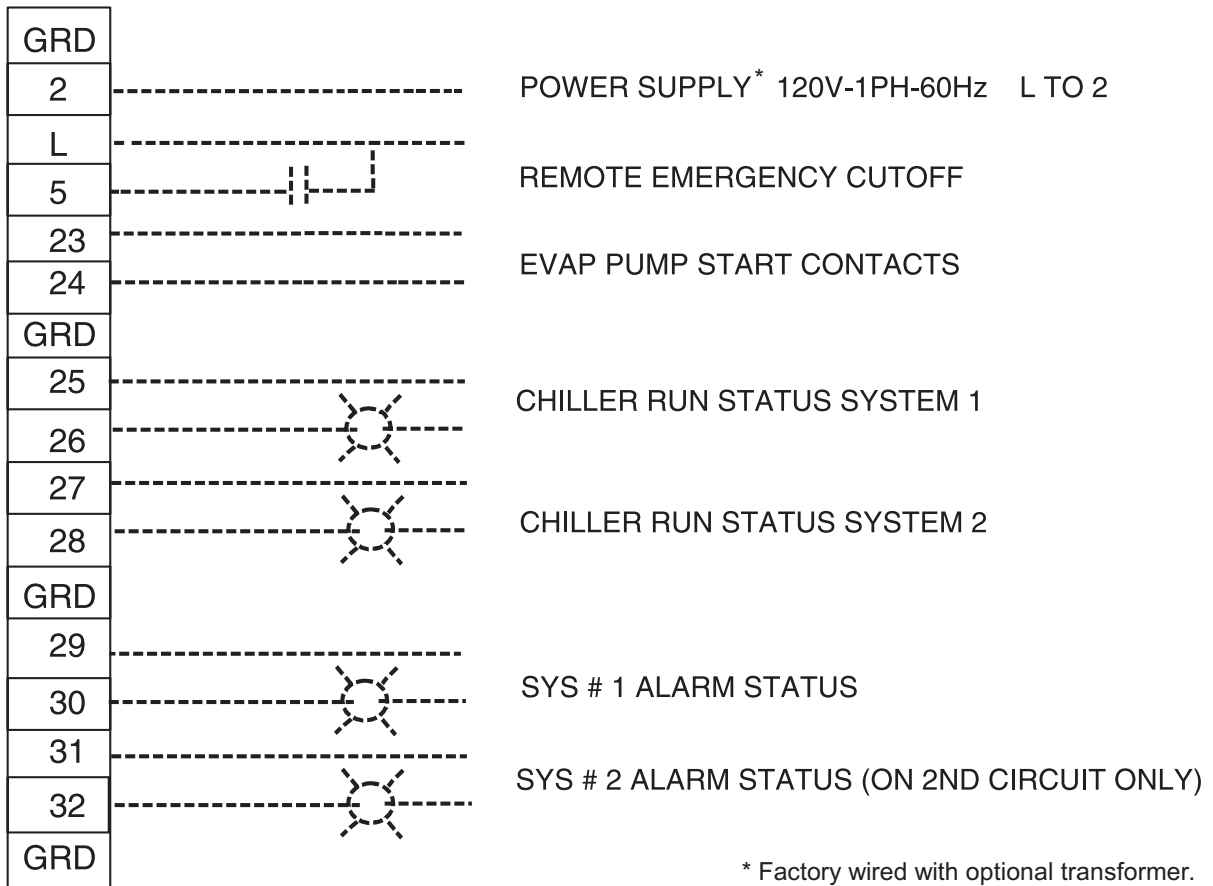 GRD
2
POWER SUPPLY* 120V-1PH-60Hz L TO 2
L
5
REMOTE EMERGENCY CUTOFF
23
24
EVAP PUMP START CONTACTS
GRD
25
26
CHILLER RUN STATUS SYSTEM 1
27
28
CHILLER RUN STATUS SYSTEM 2
GRD
29
30
SYS # 1 ALARM STATUS
31
32
SYS # 2 ALARM STATUS (ON 2ND CIRCUIT ONLY)
GRD
* Factory wired with optional transformer.